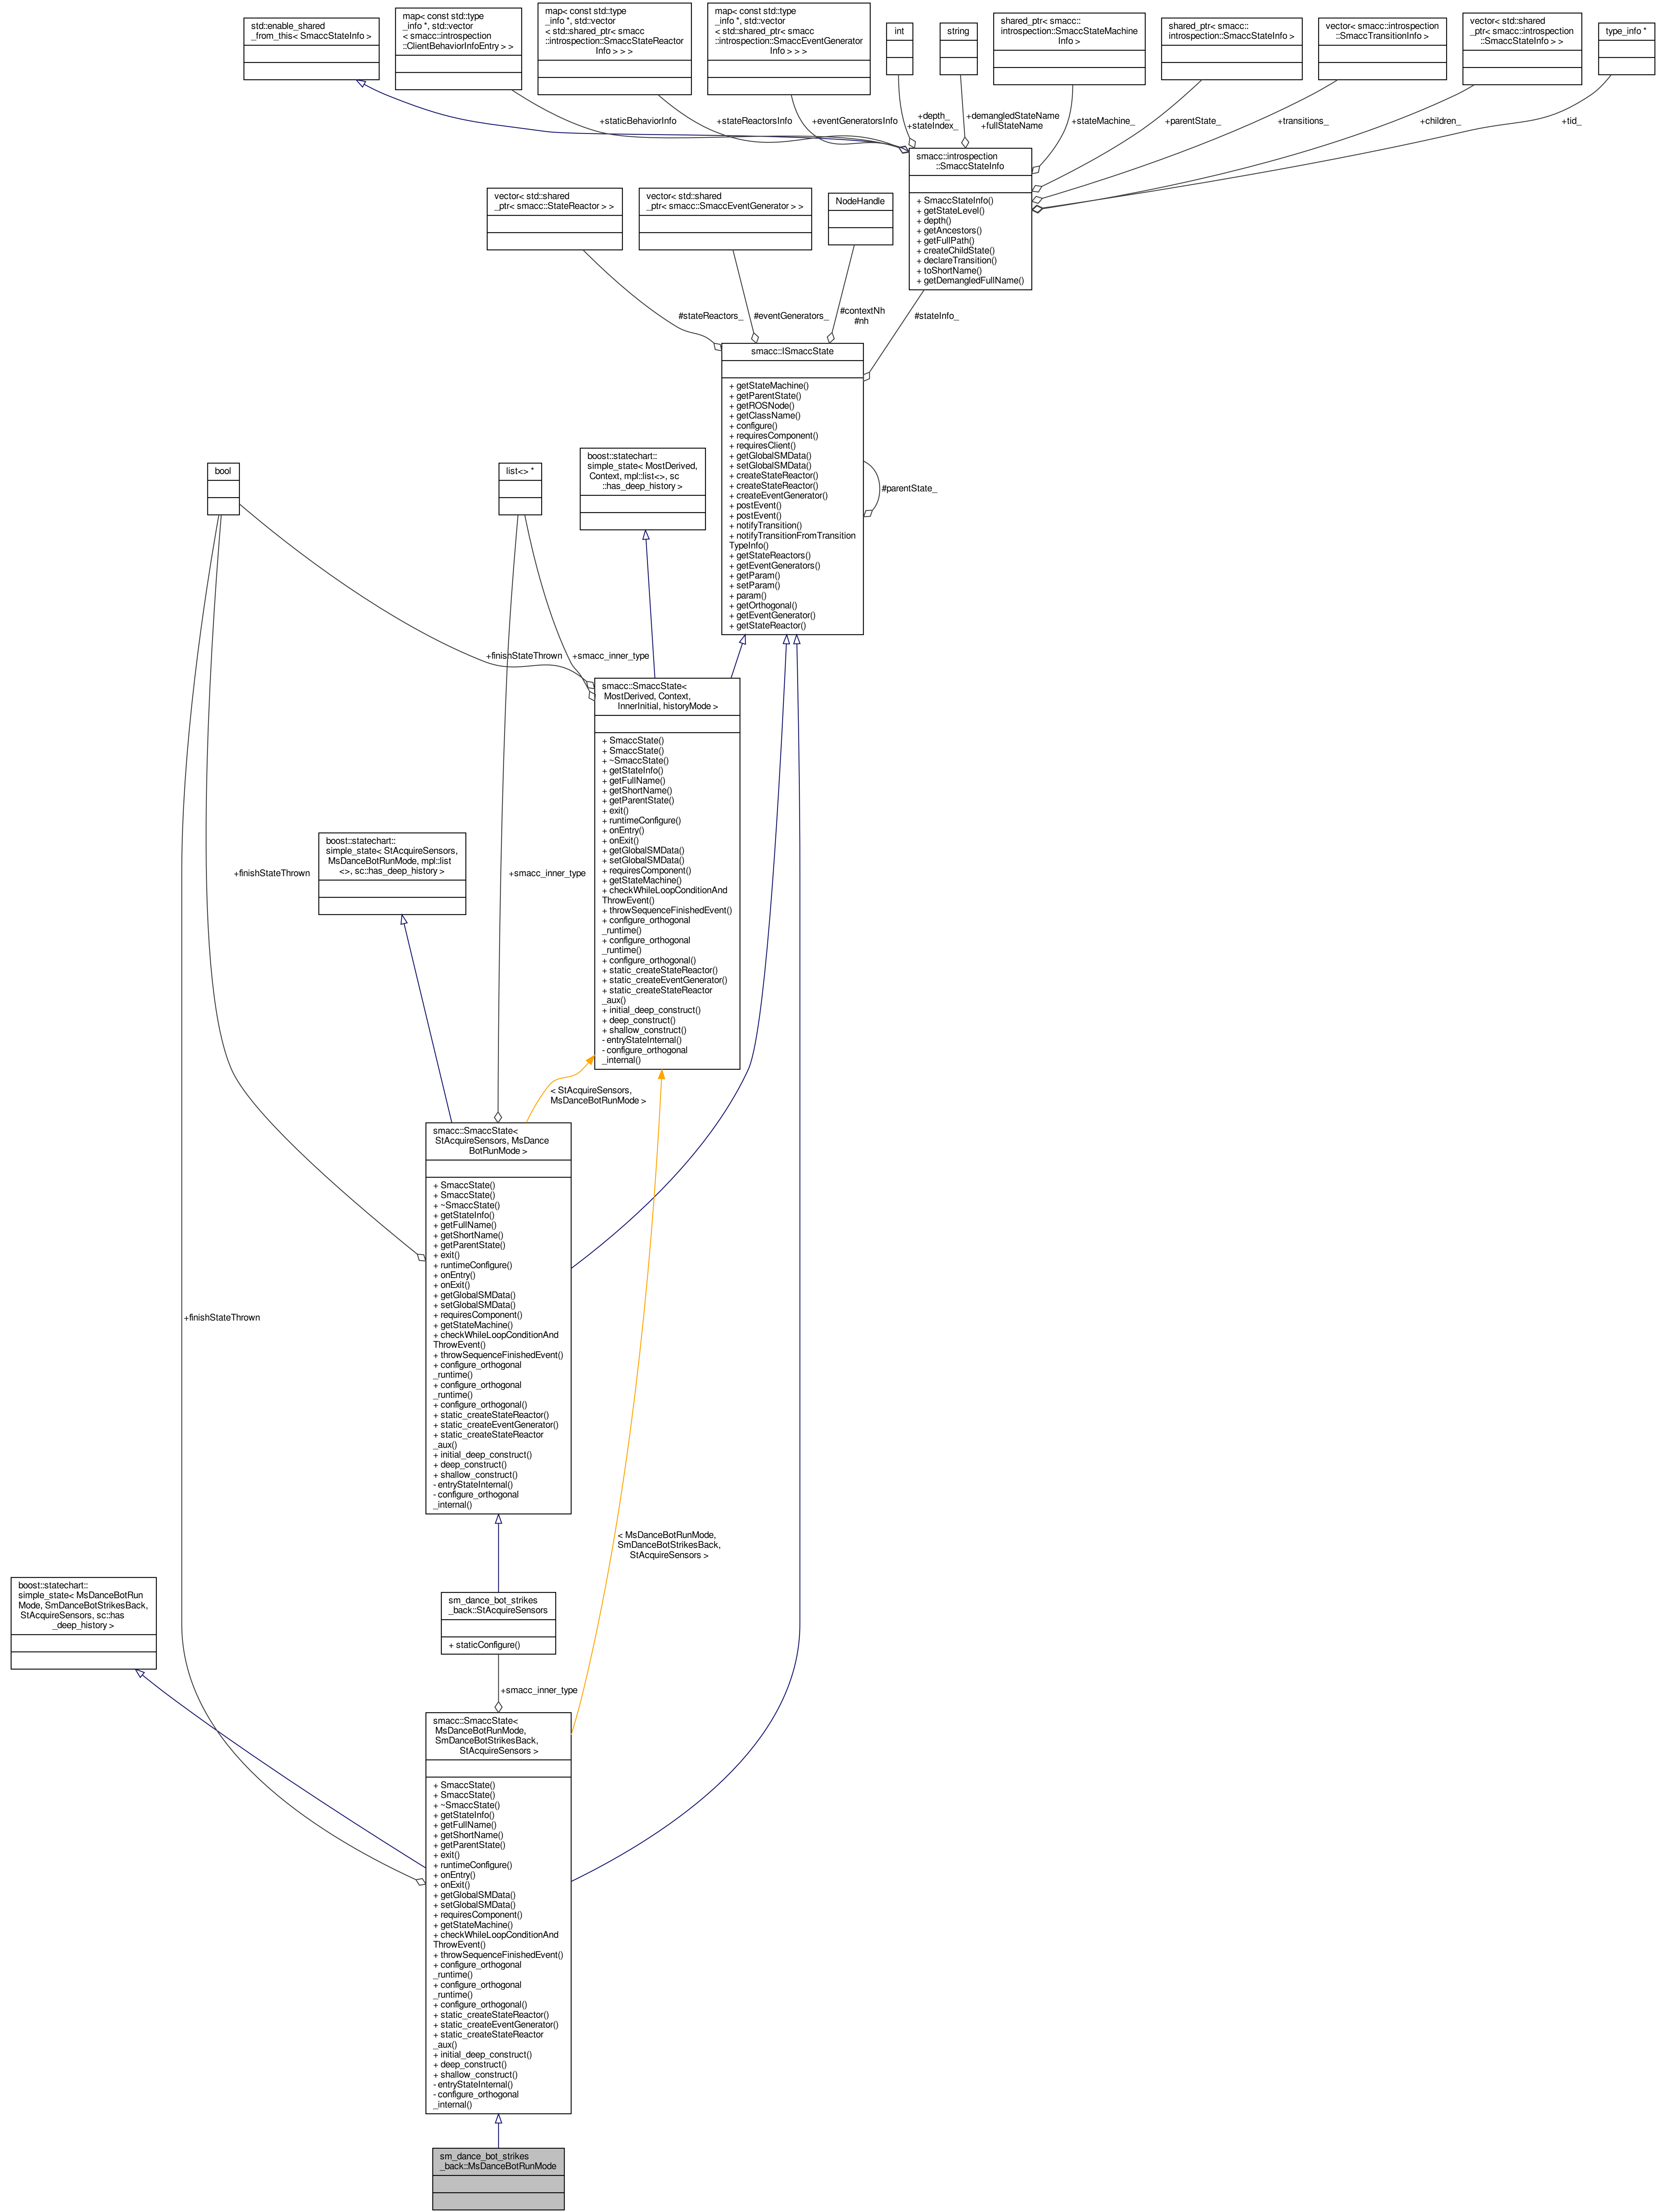 std::enable_shared
_from_this< SmaccStateInfo >
map< const std::type
_info *, std::vector
< smacc::introspection
::ClientBehaviorInfoEntry > >
map< const std::type
_info *, std::vector
< std::shared_ptr< smacc
::introspection::SmaccStateReactor
Info > > >
map< const std::type
_info *, std::vector
< std::shared_ptr< smacc
::introspection::SmaccEventGenerator
Info > > >
int
string
shared_ptr< smacc::
introspection::SmaccStateMachine
Info >
shared_ptr< smacc::
introspection::SmaccStateInfo >
vector< smacc::introspection
::SmaccTransitionInfo >
vector< std::shared
_ptr< smacc::introspection
::SmaccStateInfo > >
type_info *
+staticBehaviorInfo
+stateReactorsInfo
+eventGeneratorsInfo
+depth_
+stateIndex_
+demangledStateName
+fullStateName
+stateMachine_
+parentState_
+transitions_
+children_
+tid_
smacc::introspection
::SmaccStateInfo
+ SmaccStateInfo()
+ getStateLevel()
+ depth()
+ getAncestors()
+ getFullPath()
+ createChildState()
+ declareTransition()
+ toShortName()
+ getDemangledFullName()
vector< std::shared
_ptr< smacc::StateReactor > >
vector< std::shared
_ptr< smacc::SmaccEventGenerator > >
NodeHandle
#stateReactors_
#eventGenerators_
#contextNh
#nh
#stateInfo_
smacc::ISmaccState
+ getStateMachine()
+ getParentState()
+ getROSNode()
+ getClassName()
+ configure()
+ requiresComponent()
+ requiresClient()
+ getGlobalSMData()
+ setGlobalSMData()
+ createStateReactor()
+ createStateReactor()
+ createEventGenerator()
+ postEvent()
+ postEvent()
+ notifyTransition()
+ notifyTransitionFromTransition
TypeInfo()
+ getStateReactors()
+ getEventGenerators()
+ getParam()
+ setParam()
+ param()
+ getOrthogonal()
+ getEventGenerator()
+ getStateReactor()
#parentState_
bool
list<> *
boost::statechart::
simple_state< MostDerived,
Context, mpl::list<>, sc
::has_deep_history >
+finishStateThrown
+smacc_inner_type
smacc::SmaccState<
MostDerived, Context,
InnerInitial, historyMode >
+ SmaccState()
+ SmaccState()
+ ~SmaccState()
+ getStateInfo()
+ getFullName()
+ getShortName()
+ getParentState()
+ exit()
+ runtimeConfigure()
+ onEntry()
+ onExit()
+ getGlobalSMData()
+ setGlobalSMData()
+ requiresComponent()
+ getStateMachine()
+ checkWhileLoopConditionAnd
ThrowEvent()
+ throwSequenceFinishedEvent()
+ configure_orthogonal
_runtime()
+ configure_orthogonal
_runtime()
+ configure_orthogonal()
+ static_createStateReactor()
+ static_createEventGenerator()
+ static_createStateReactor
_aux()
+ initial_deep_construct()
+ deep_construct()
+ shallow_construct()
- entryStateInternal()
- configure_orthogonal
_internal()
boost::statechart::
simple_state< StAcquireSensors,
MsDanceBotRunMode, mpl::list
<>, sc::has_deep_history >
+finishStateThrown
+smacc_inner_type
< StAcquireSensors,
MsDanceBotRunMode >
smacc::SmaccState<
StAcquireSensors, MsDance
BotRunMode >
+ SmaccState()
+ SmaccState()
+ ~SmaccState()
+ getStateInfo()
+ getFullName()
+ getShortName()
+ getParentState()
+ exit()
+ runtimeConfigure()
+ onEntry()
+ onExit()
+ getGlobalSMData()
+ setGlobalSMData()
+ requiresComponent()
+ getStateMachine()
+ checkWhileLoopConditionAnd
ThrowEvent()
+ throwSequenceFinishedEvent()
+ configure_orthogonal
_runtime()
+ configure_orthogonal
_runtime()
+ configure_orthogonal()
+ static_createStateReactor()
+ static_createEventGenerator()
+ static_createStateReactor
_aux()
+ initial_deep_construct()
+ deep_construct()
+ shallow_construct()
- entryStateInternal()
- configure_orthogonal
_internal()
+finishStateThrown
< MsDanceBotRunMode,
SmDanceBotStrikesBack,
StAcquireSensors >
boost::statechart::
simple_state< MsDanceBotRun
Mode, SmDanceBotStrikesBack,
StAcquireSensors, sc::has
_deep_history >
sm_dance_bot_strikes
_back::StAcquireSensors
+ staticConfigure()
+smacc_inner_type
smacc::SmaccState<
MsDanceBotRunMode,
SmDanceBotStrikesBack,
StAcquireSensors >
+ SmaccState()
+ SmaccState()
+ ~SmaccState()
+ getStateInfo()
+ getFullName()
+ getShortName()
+ getParentState()
+ exit()
+ runtimeConfigure()
+ onEntry()
+ onExit()
+ getGlobalSMData()
+ setGlobalSMData()
+ requiresComponent()
+ getStateMachine()
+ checkWhileLoopConditionAnd
ThrowEvent()
+ throwSequenceFinishedEvent()
+ configure_orthogonal
_runtime()
+ configure_orthogonal
_runtime()
+ configure_orthogonal()
+ static_createStateReactor()
+ static_createEventGenerator()
+ static_createStateReactor
_aux()
+ initial_deep_construct()
+ deep_construct()
+ shallow_construct()
- entryStateInternal()
- configure_orthogonal
_internal()
sm_dance_bot_strikes
_back::MsDanceBotRunMode